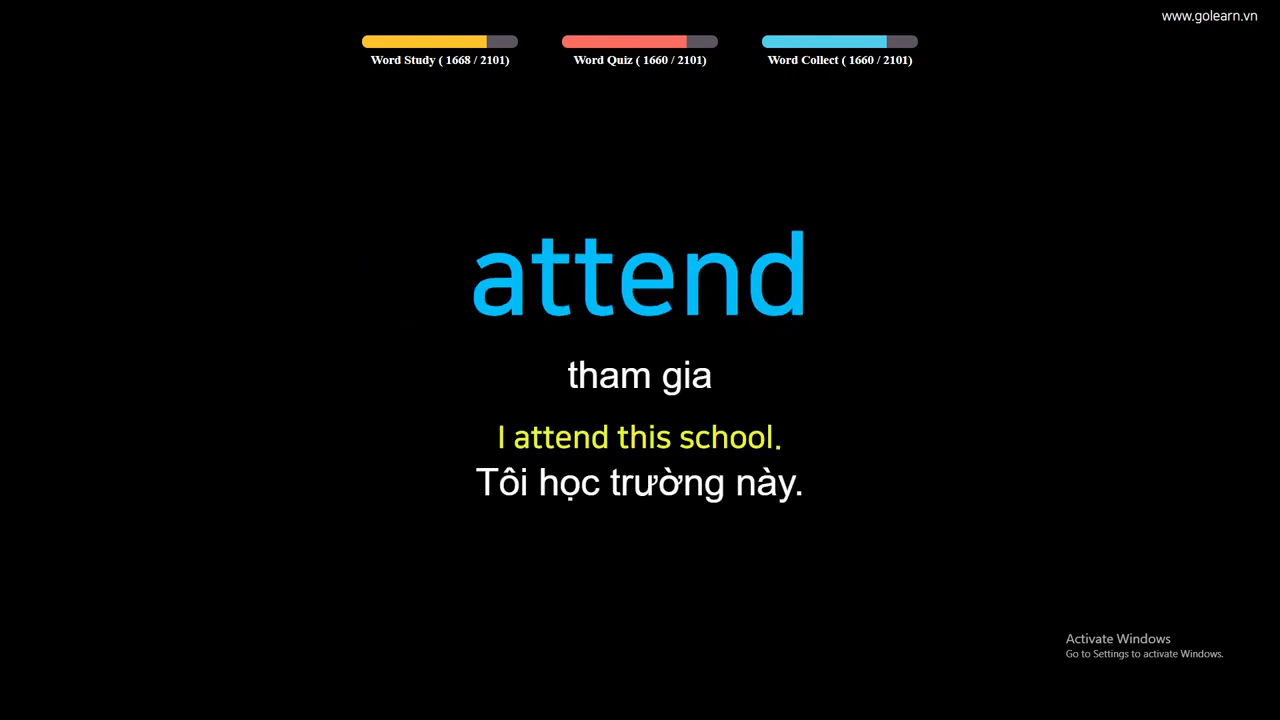 www.golearn.vn
Word Study ( 1668 / 2101) Word Quiz ( 1660 / 2101) Word Collect ( 1660 / 2101)
attend
tham gia
I attend this school.
Tôi học trường này.
Activate Windows
Go to Settings to activate Windows.